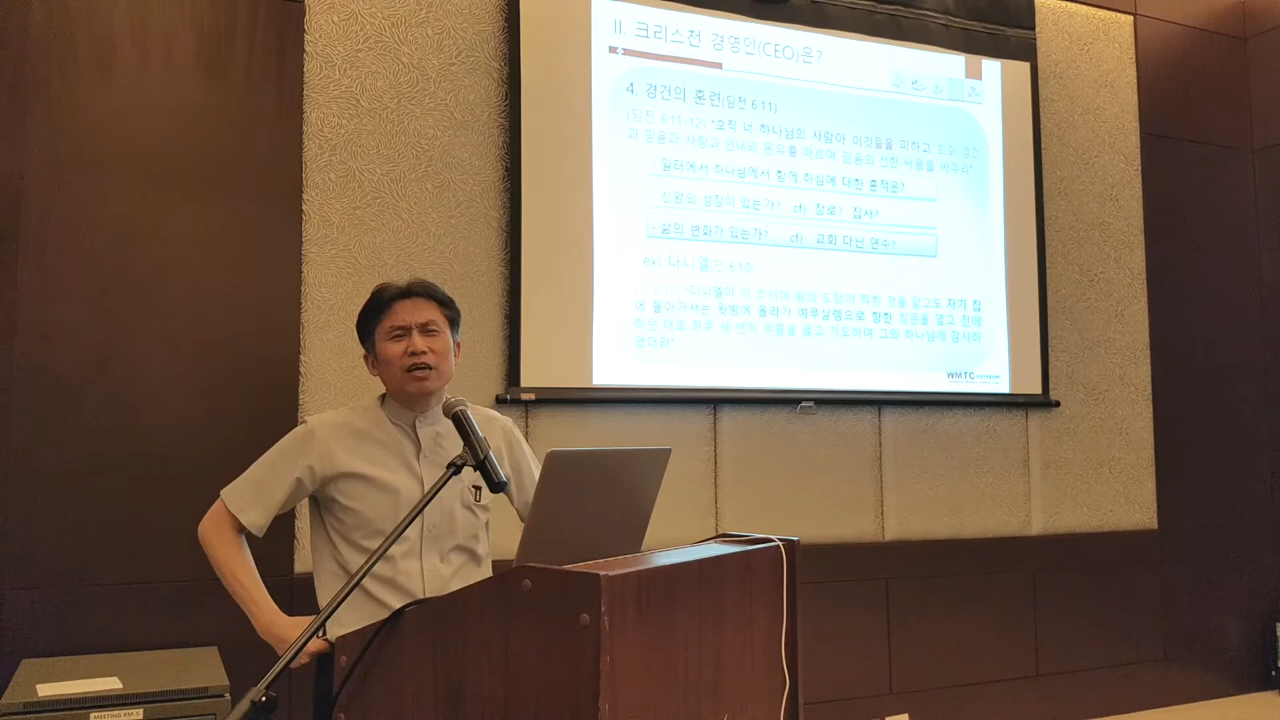 II. 크리스천 경영인(CEO)은?
4. 경건의 훈련(딤전 6:11)
(딤전 6:11-12) "오직 너 하나님의 사람아 이것들을 피하고 의와 경건
과 믿음과 사랑과 인내와 온유를 따르며 믿음의 선한 싸움을 싸우라"
- 일터에서 하나님께서 함께 하심에 대한 흔적은?
- 신앙의 성장이 있는가? cf) 장로? 집사?
- 삶의 변화가 있는가? cf) 교회 다닌 연수?
ex) 다니엘(단 6:10)
"다니엘이 이 조서에 왕의 도장이 찍힌 것을 알고도 자기 집
에 돌아가서는 윗방에 올라가 예루살렘으로 향한 창문을 열고 전에
하던 대로 하루 세 번씩 무릎을 꿇고 기도하며 그의 하나님께 감사하
였더라"
WMTC
MEETING RM 5